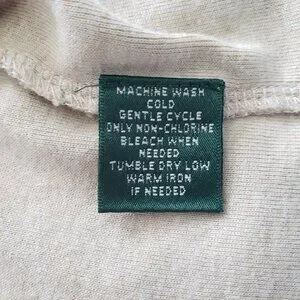 MACHINE WASH
COLD
GENTLE CYCLE
ONLY NON-CHLORINE
BLEACH WHEN
NEEDED
TUMBLE DRY LOW
WARM IRON
IF NEEDED